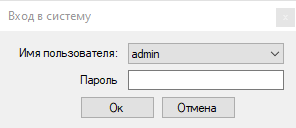 Вход в систему
Имя пользователя: admin
Пароль
Ок Отмена